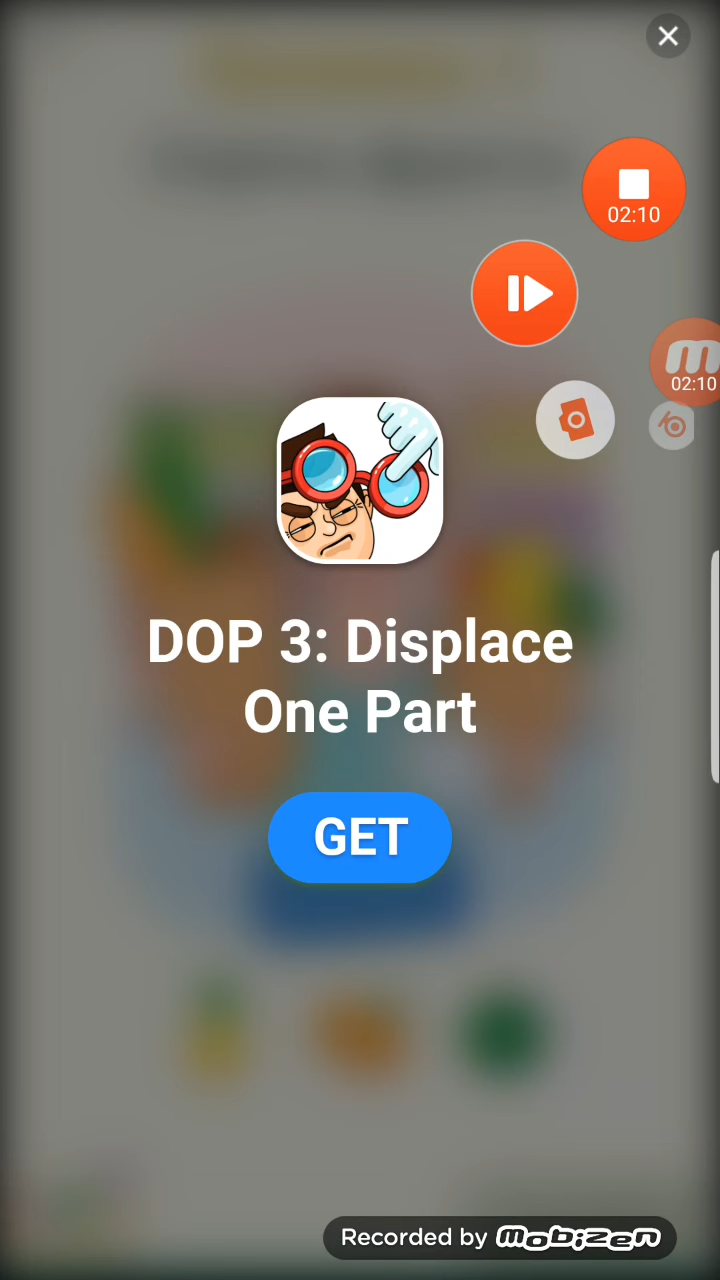 02:10
02:10
DOP 3: Displace
One Part
GET
Recorded by mobizen